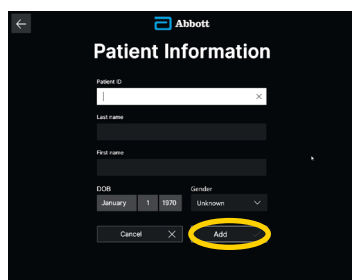 Abbott
Patient Information
Patient ID
Last name
First name
DOB Gender
January 1 1970 Unknown
Cancel Add